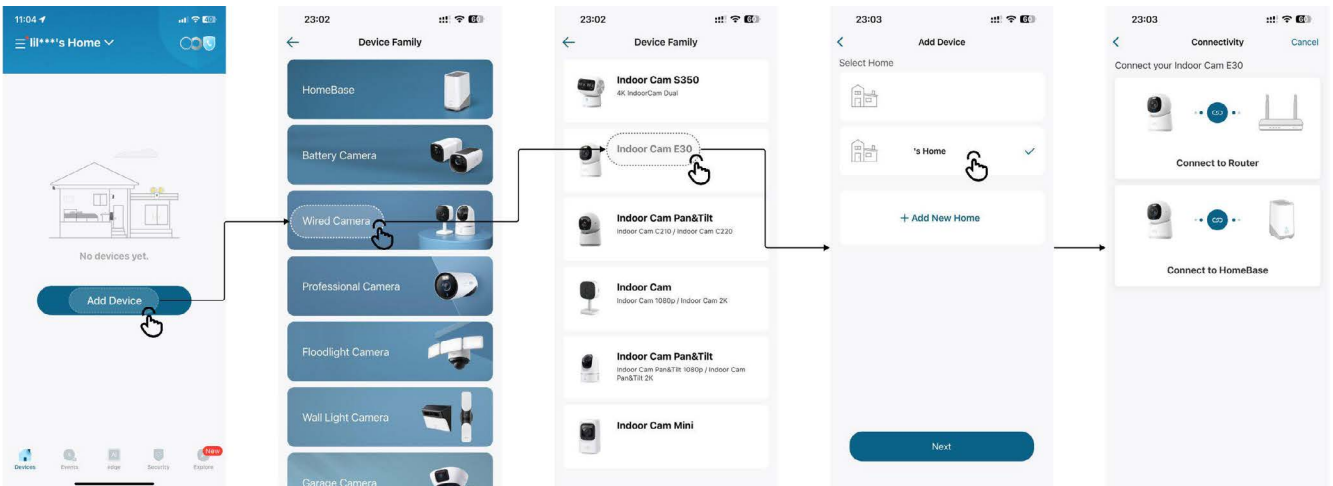 11:04
lil***'s Home
No devices yet.
Add Device
Devices
Events
edge
Security
Explore
New
23:02
Device Family
HomeBase
Battery Camera
Wired Camera
Professional Camera
Floodlight Camera
Wall Light Camera
Garage Camera
23:02
Device Family
Indoor Cam S350
4K IndoorCam Dual
Indoor Cam E30
Indoor Cam Pan&Tilt
Indoor Cam C210 / Indoor Cam C220
Indoor Cam
Indoor Cam 1080p / Indoor Cam 2K
Indoor Cam Pan&Tilt
Indoor Cam Pan&Tilt 1080p / Indoor Cam
Pan&Tilt 2K
Indoor Cam Mini
23:03
Add Device
Select Home
's Home
+ Add New Home
Next
23:03
Connectivity
Cancel
Connect your Indoor Cam E30
Connect to Router
Connect to HomeBase